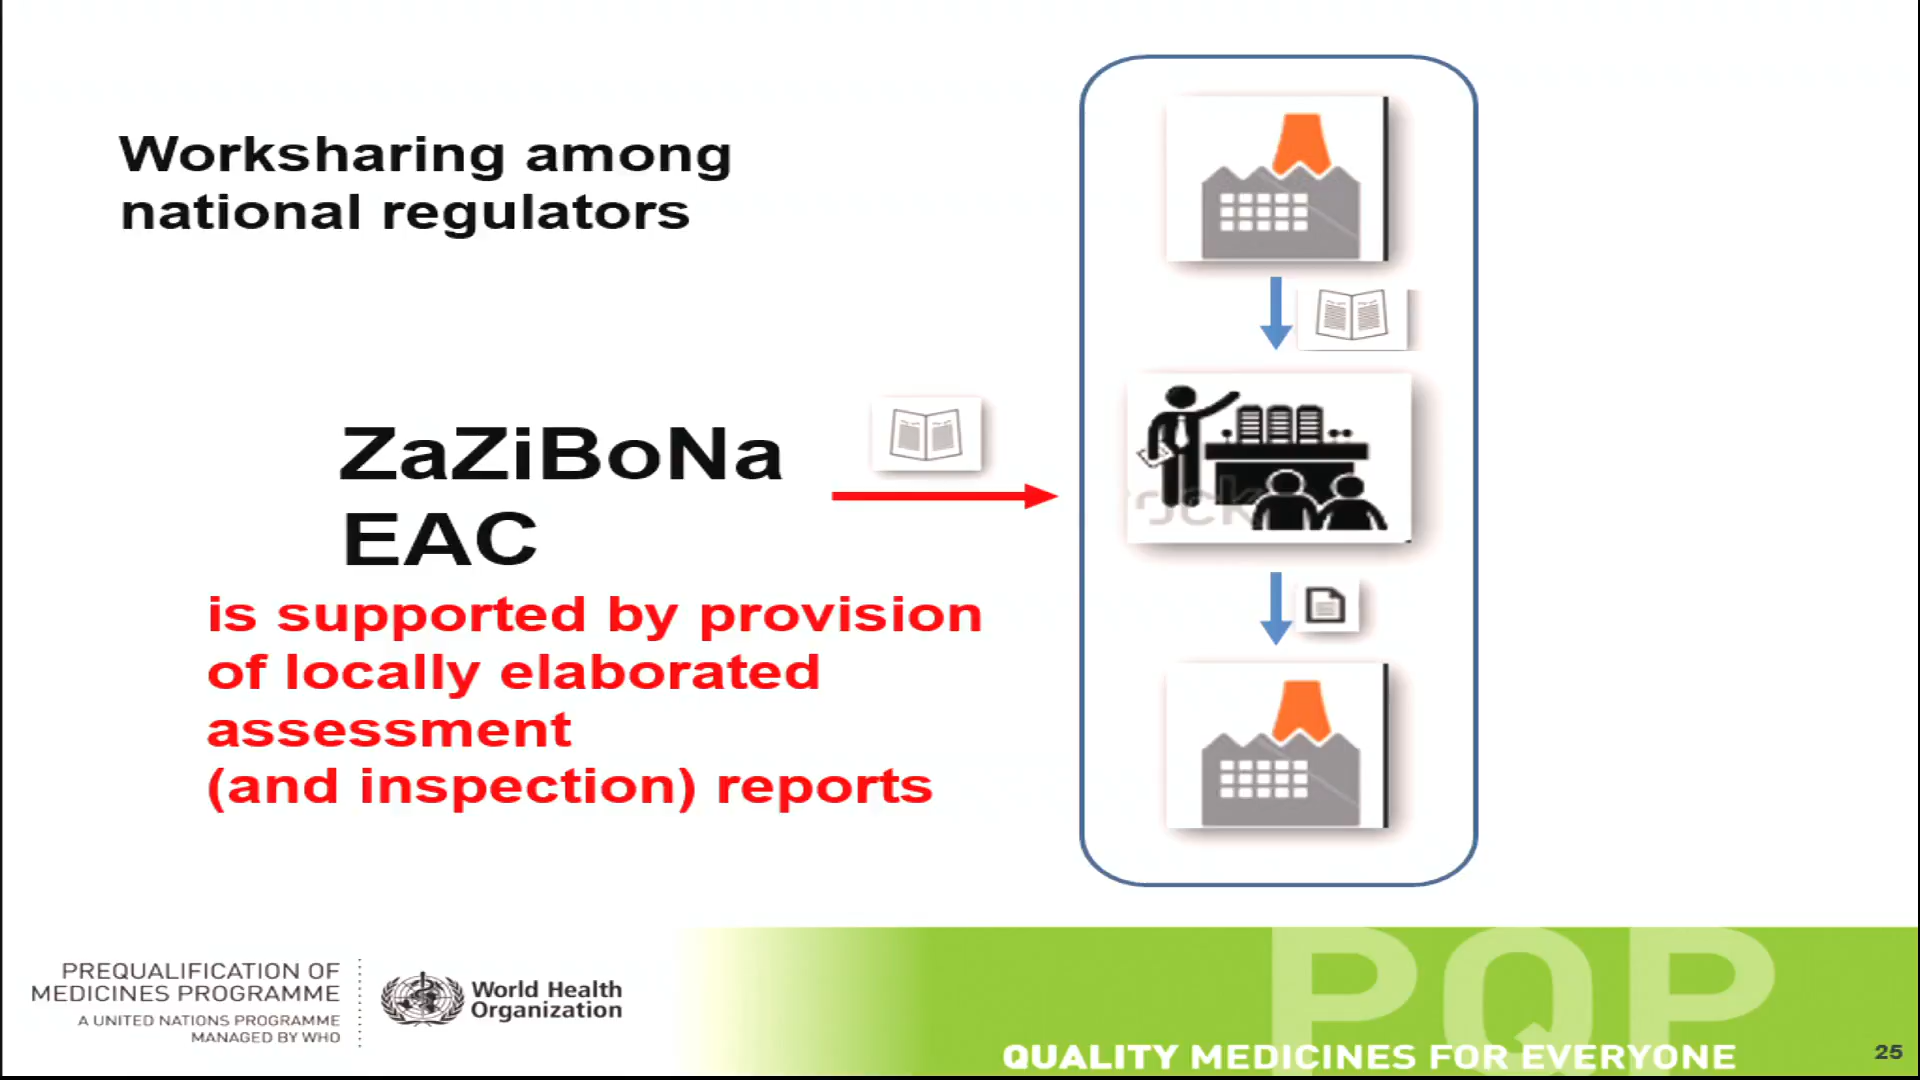 Worksharing among
national regulators
ZaZiBoNa
EAC
is supported by provision
of locally elaborated
assessment
(and inspection) reports
PREQUALIFICATION OF
MEDICINES PROGRAMME
A UNITED NATIONS PROGRAMME
MANAGED BY WHO
World Health
Organization
PQP
QUALITY MEDICINES FOR EVERYONE
25